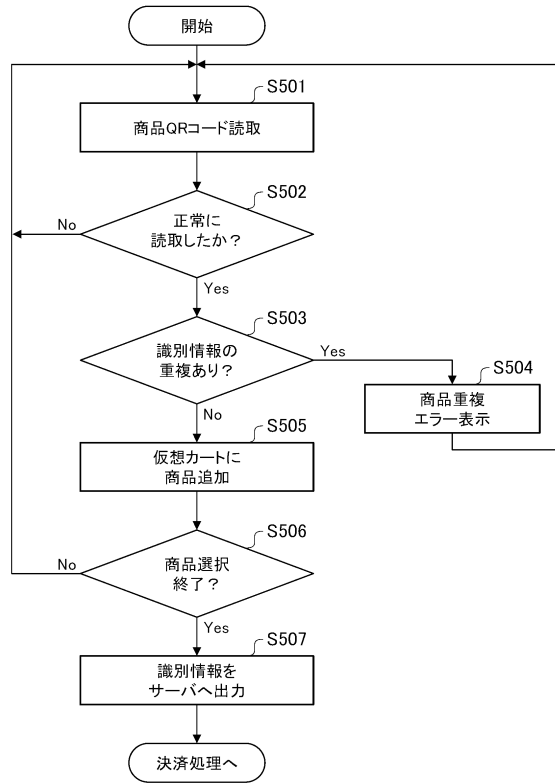 開始
S501
商品QRコード読取
S502
正常に
読取したか？
No
Yes
S503
識別情報の
重複あり？
Yes
No
S504
商品重複
エラー表示
S505
仮想カートに
商品追加
S506
商品選択
終了？
No
Yes
S507
識別情報を
サーバへ出力
決済処理へ